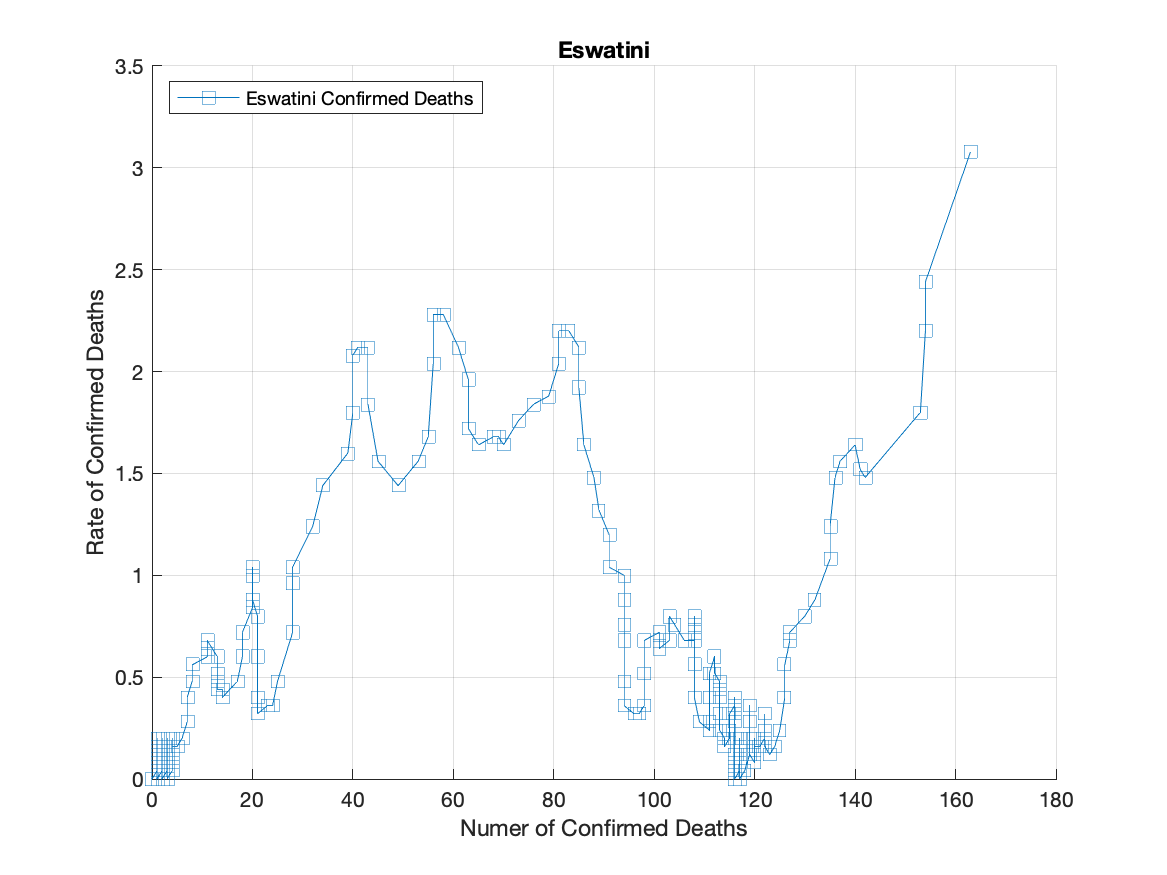 Eswatini
Eswatini Confirmed Deaths
3.5
3
2.5
2
1.5
1
0.5
0
Rate of Confirmed Deaths
0 20 40 60 80 100 120 140 160 180
Numer of Confirmed Deaths